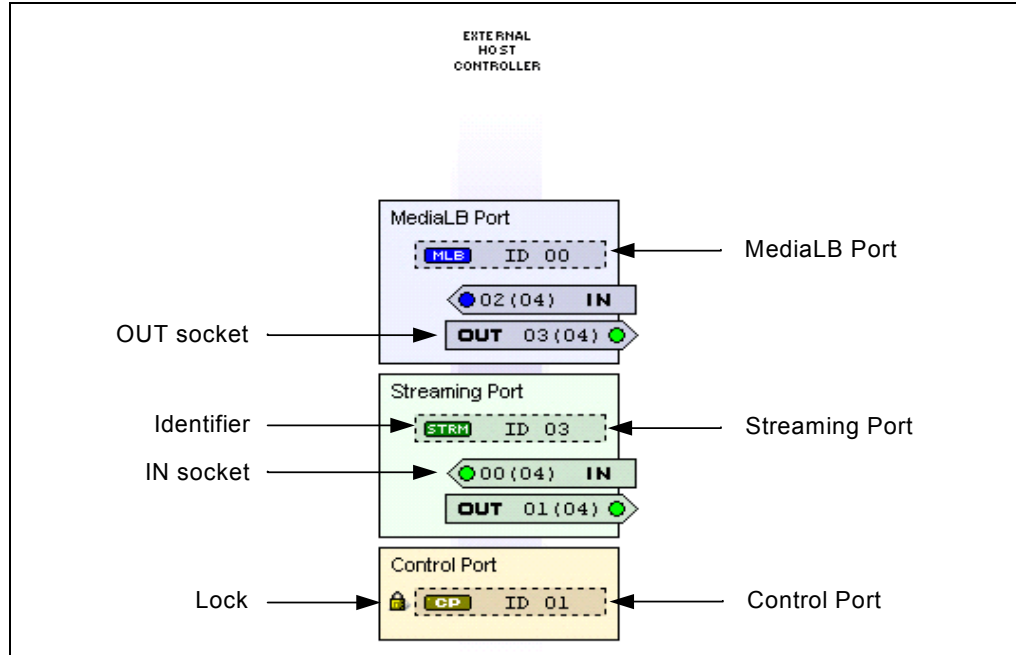 EXTERNAL
HOST
CONTROLLER
MediaLB Port
MLB ID 00
MediaLB Port
02(04) IN
OUT socket
OUT 03(04)
Streaming Port
Identifier
STRM ID 03
Streaming Port
IN socket
00(04) IN
OUT 01(04)
Control Port
Lock
CP ID 01
Control Port